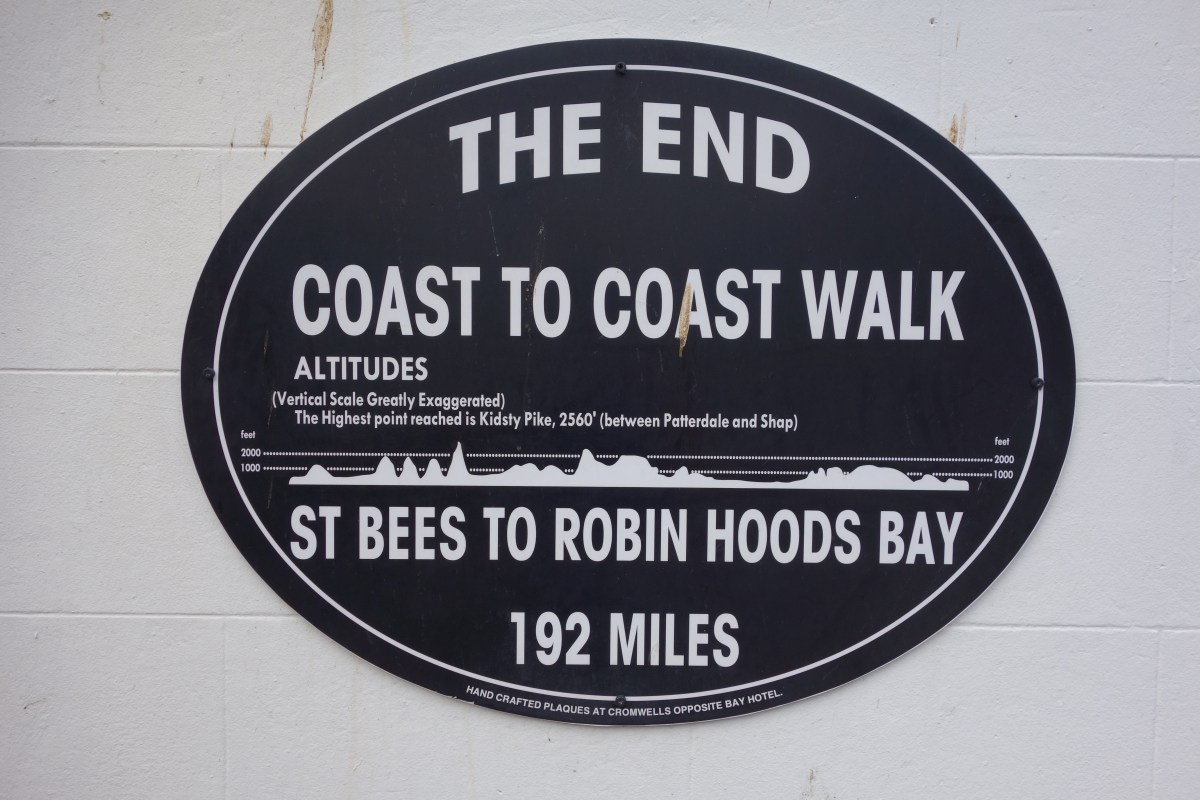 THE END
COAST TO COAST WALK
ALTITUDES
(Vertical Scale Greatly Exaggerated)
The Highest point reached is Kidsty Pike, 2560' (between Patterdale and Shap)
feet feet
2000 2000
1000 1000
ST BEES TO ROBIN HOODS BAY
192 MILES
HAND CRAFTED PLAQUES AT CROMWELLS OPPOSITE BAY HOTEL.